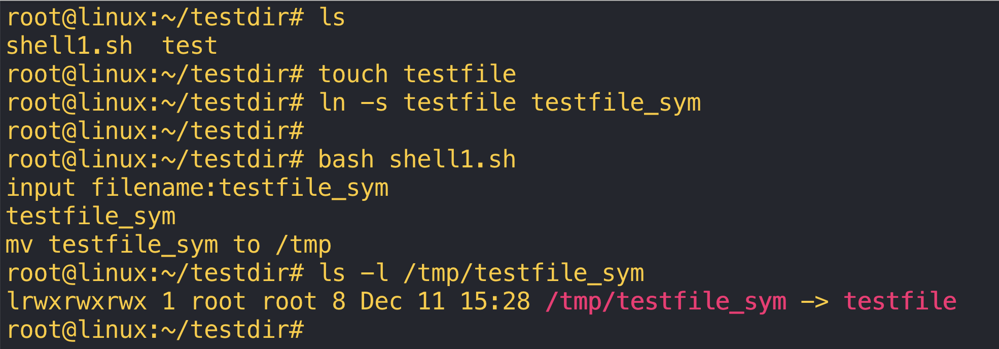 root@linux:~/testdir# ls
shell1.sh  test
root@linux:~/testdir# touch testfile
root@linux:~/testdir# ln -s testfile testfile_sym
root@linux:~/testdir#
root@linux:~/testdir# bash shell1.sh
input filename:testfile_sym
testfile_sym
mv testfile_sym to /tmp
root@linux:~/testdir# ls -l /tmp/testfile_sym
lrwxrwxrwx 1 root root 8 Dec 11 15:28 /tmp/testfile_sym -> testfile
root@linux:~/testdir#